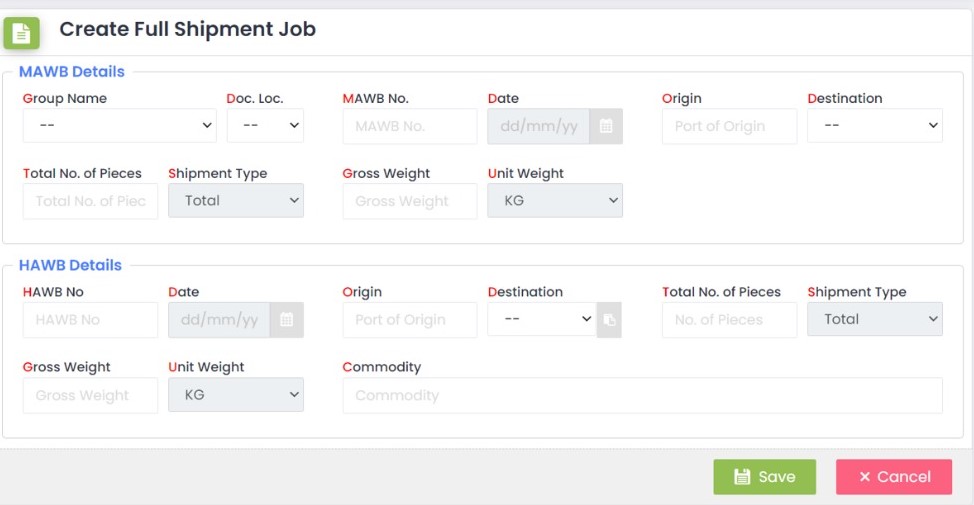 Create Full Shipment Job
MAWB Details
Group Name Doc. Loc. MAWB No. Date Origin Destination
-- -- MAWB No. dd/mm/yy Port of Origin --
Total No. of Pieces Shipment Type Gross Weight Unit Weight
Total No. of Piec Total Gross Weight KG
HAWB Details
HAWB No Date Origin Destination Total No. of Pieces Shipment Type
HAWB No dd/mm/yy Port of Origin -- No. of Pieces Total
Gross Weight Unit Weight Commodity
Gross Weight KG Commodity
Save Cancel